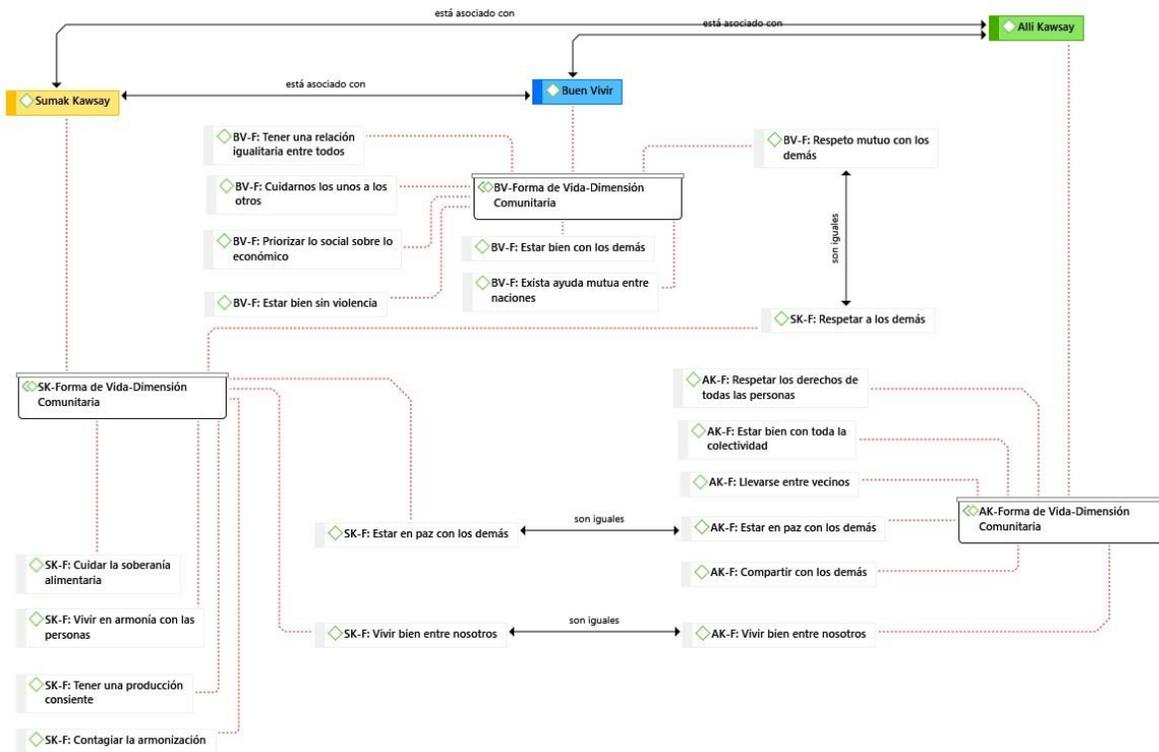 está asociado con
está asociado con
Alli Kawsay
está asociado con
Sumak Kawsay
Buen Vivir
BV-F: Tener una relación
igualitaria entre todos
BV-F: Respeto mutuo con los
demás
BV-F: Cuidarnos los unos a los
otros
BV-Forma de Vida-Dimensión
Comunitaria
BV-F: Priorizar lo social sobre lo
económico
BV-F: Estar bien con los demás
son iguales
BV-F: Estar bien sin violencia
BV-F: Exista ayuda mutua entre
naciones
SK-F: Respetar a los demás
SK-Forma de Vida-Dimensión
Comunitaria
AK-F: Respetar los derechos de
todas las personas
AK-F: Estar bien con toda la
colectividad
AK-F: Llevarse entre vecinos
SK-F: Estar en paz con los demás
son iguales
AK-F: Estar en paz con los demás
AK-Forma de Vida-Dimensión
Comunitaria
SK-F: Cuidar la soberanía
alimentaria
AK-F: Compartir con los demás
SK-F: Vivir en armonía con las
personas
SK-F: Vivir bien entre nosotros
son iguales
AK-F: Vivir bien entre nosotros
SK-F: Tener una producción
consiente
SK-F: Contagiar la armonización